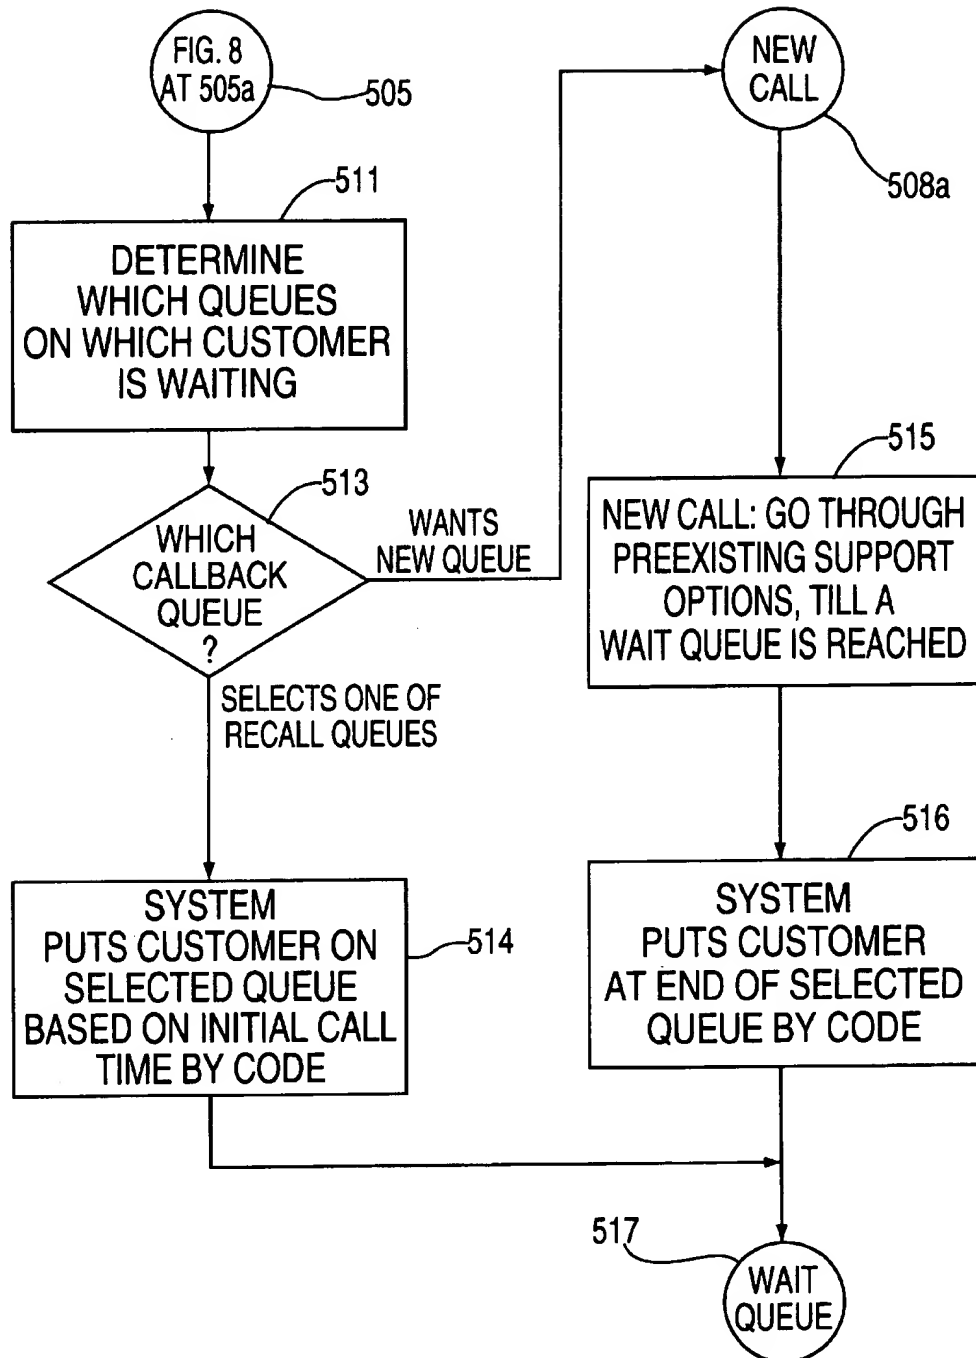 FIG. 8
AT 505a
505
511
DETERMINE
WHICH QUEUES
ON WHICH CUSTOMER
IS WAITING
513
WHICH
CALLBACK
QUEUE
?
WANTS
NEW QUEUE
SELECTS ONE OF
RECALL QUEUES
SYSTEM
PUTS CUSTOMER ON
SELECTED QUEUE
BASED ON INITIAL CALL
TIME BY CODE
514
NEW
CALL
508a
515
NEW CALL: GO THROUGH
PREEXISTING SUPPORT
OPTIONS, TILL A
WAIT QUEUE IS REACHED
516
SYSTEM
PUTS CUSTOMER
AT END OF SELECTED
QUEUE BY CODE
517
WAIT
QUEUE